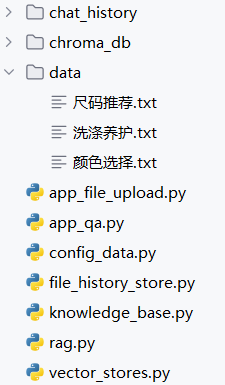 chat_history
chroma_db
data
尺码推荐.txt
洗涤养护.txt
颜色选择.txt
app_file_upload.py
app_qa.py
config_data.py
file_history_store.py
knowledge_base.py
rag.py
vector_stores.py